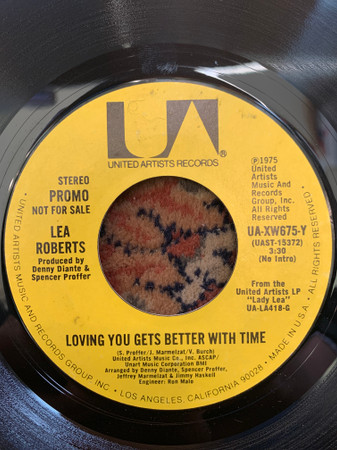 UA
UNITED ARTISTS RECORDS®
STEREO
PROMO
NOT FOR SALE
LEA
ROBERTS
Produced by
Denny Diante &
Spencer Proffer
℗1975
United
Artists
Music And
Records
Group, Inc.
All Rights
Reserved
UA-XW675-Y
(UAST-15372)
3:30
(No Intro)
From the
United Artists LP
"Lady Lea"
UA-LA418-G
LOVING YOU GETS BETTER WITH TIME
(S. Proffer/J. Marmelzat/V. Burch)
United Artists Music Co., Inc. ASCAP/
Unart Music Corporation BMI
Arranged by Denny Diante, Spencer Proffer,
Jeffrey Marmelzat & Jimmy Haskell
Engineer: Ron Malo
• UNITED ARTISTS MUSIC AND RECORDS GROUP INC. • LOS ANGELES, CALIFORNIA 90028 • MADE IN U.S.A. • ALL RIGHTS RESERVED •